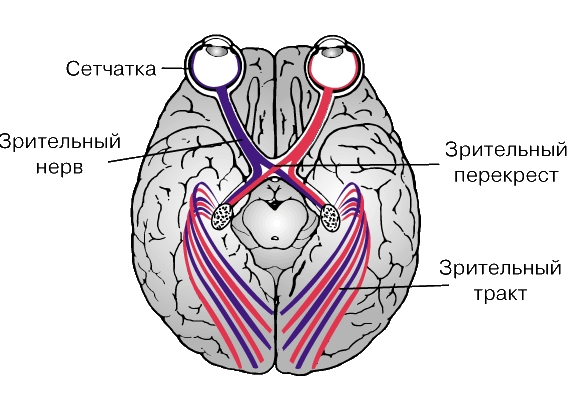 Сетчатка
Зрительный
нерв
Зрительный
перекрест
Зрительный
тракт